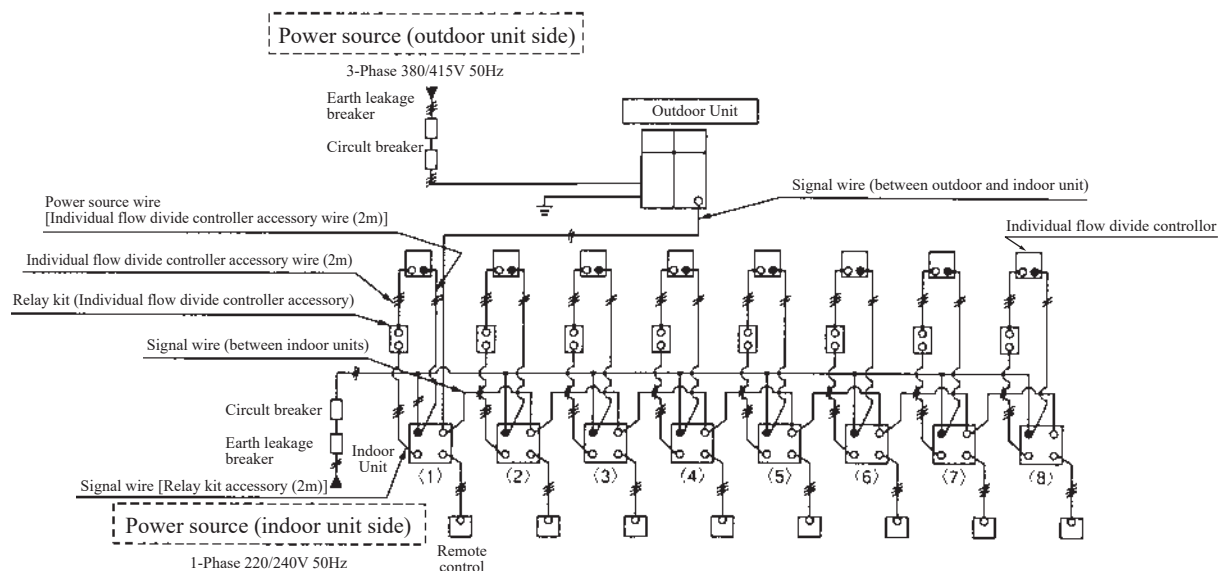 Power source (outdoor unit side)
3-Phase 380/415V 50Hz
Earth leakage
breaker
Outdoor Unit
Circult breaker
Signal wire (between outdoor and indoor unit)
Power source wire
[Individual flow divide controller accessory wire (2m)]
Individual flow divide controllor
Individual flow divide controller accessory wire (2m)
Relay kit (Individual flow divide controller accessory)
Signal wire (between indoor units)
Circult breaker
Earth leakage
breaker
Indoor
Unit
(1) (2) (3) (4) (5) (6) (7) (8)
Signal wire [Relay kit accessory (2m)]
Power source (indoor unit side)
1-Phase 220/240V 50Hz
Remote
control